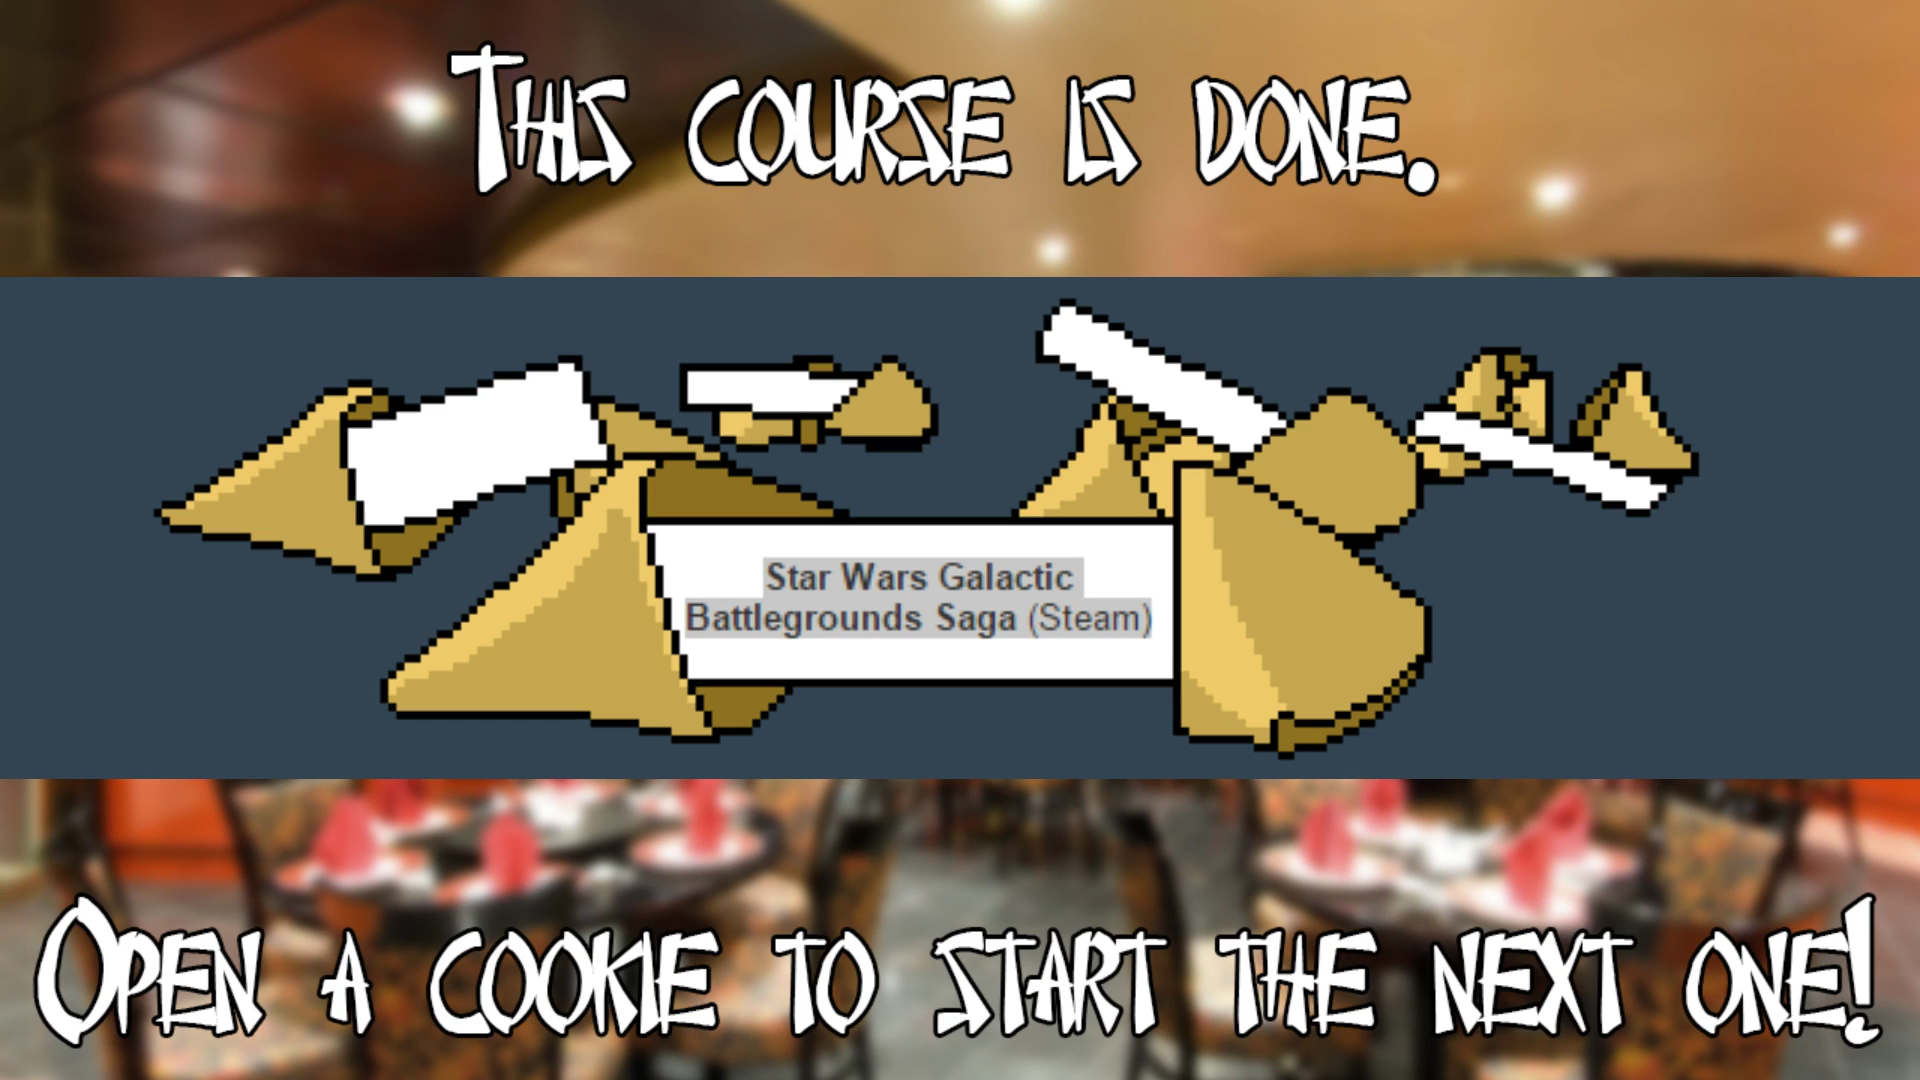 This course is done.
Star Wars Galactic
Battlegrounds Saga (Steam)
Open a cookie to start the next one!